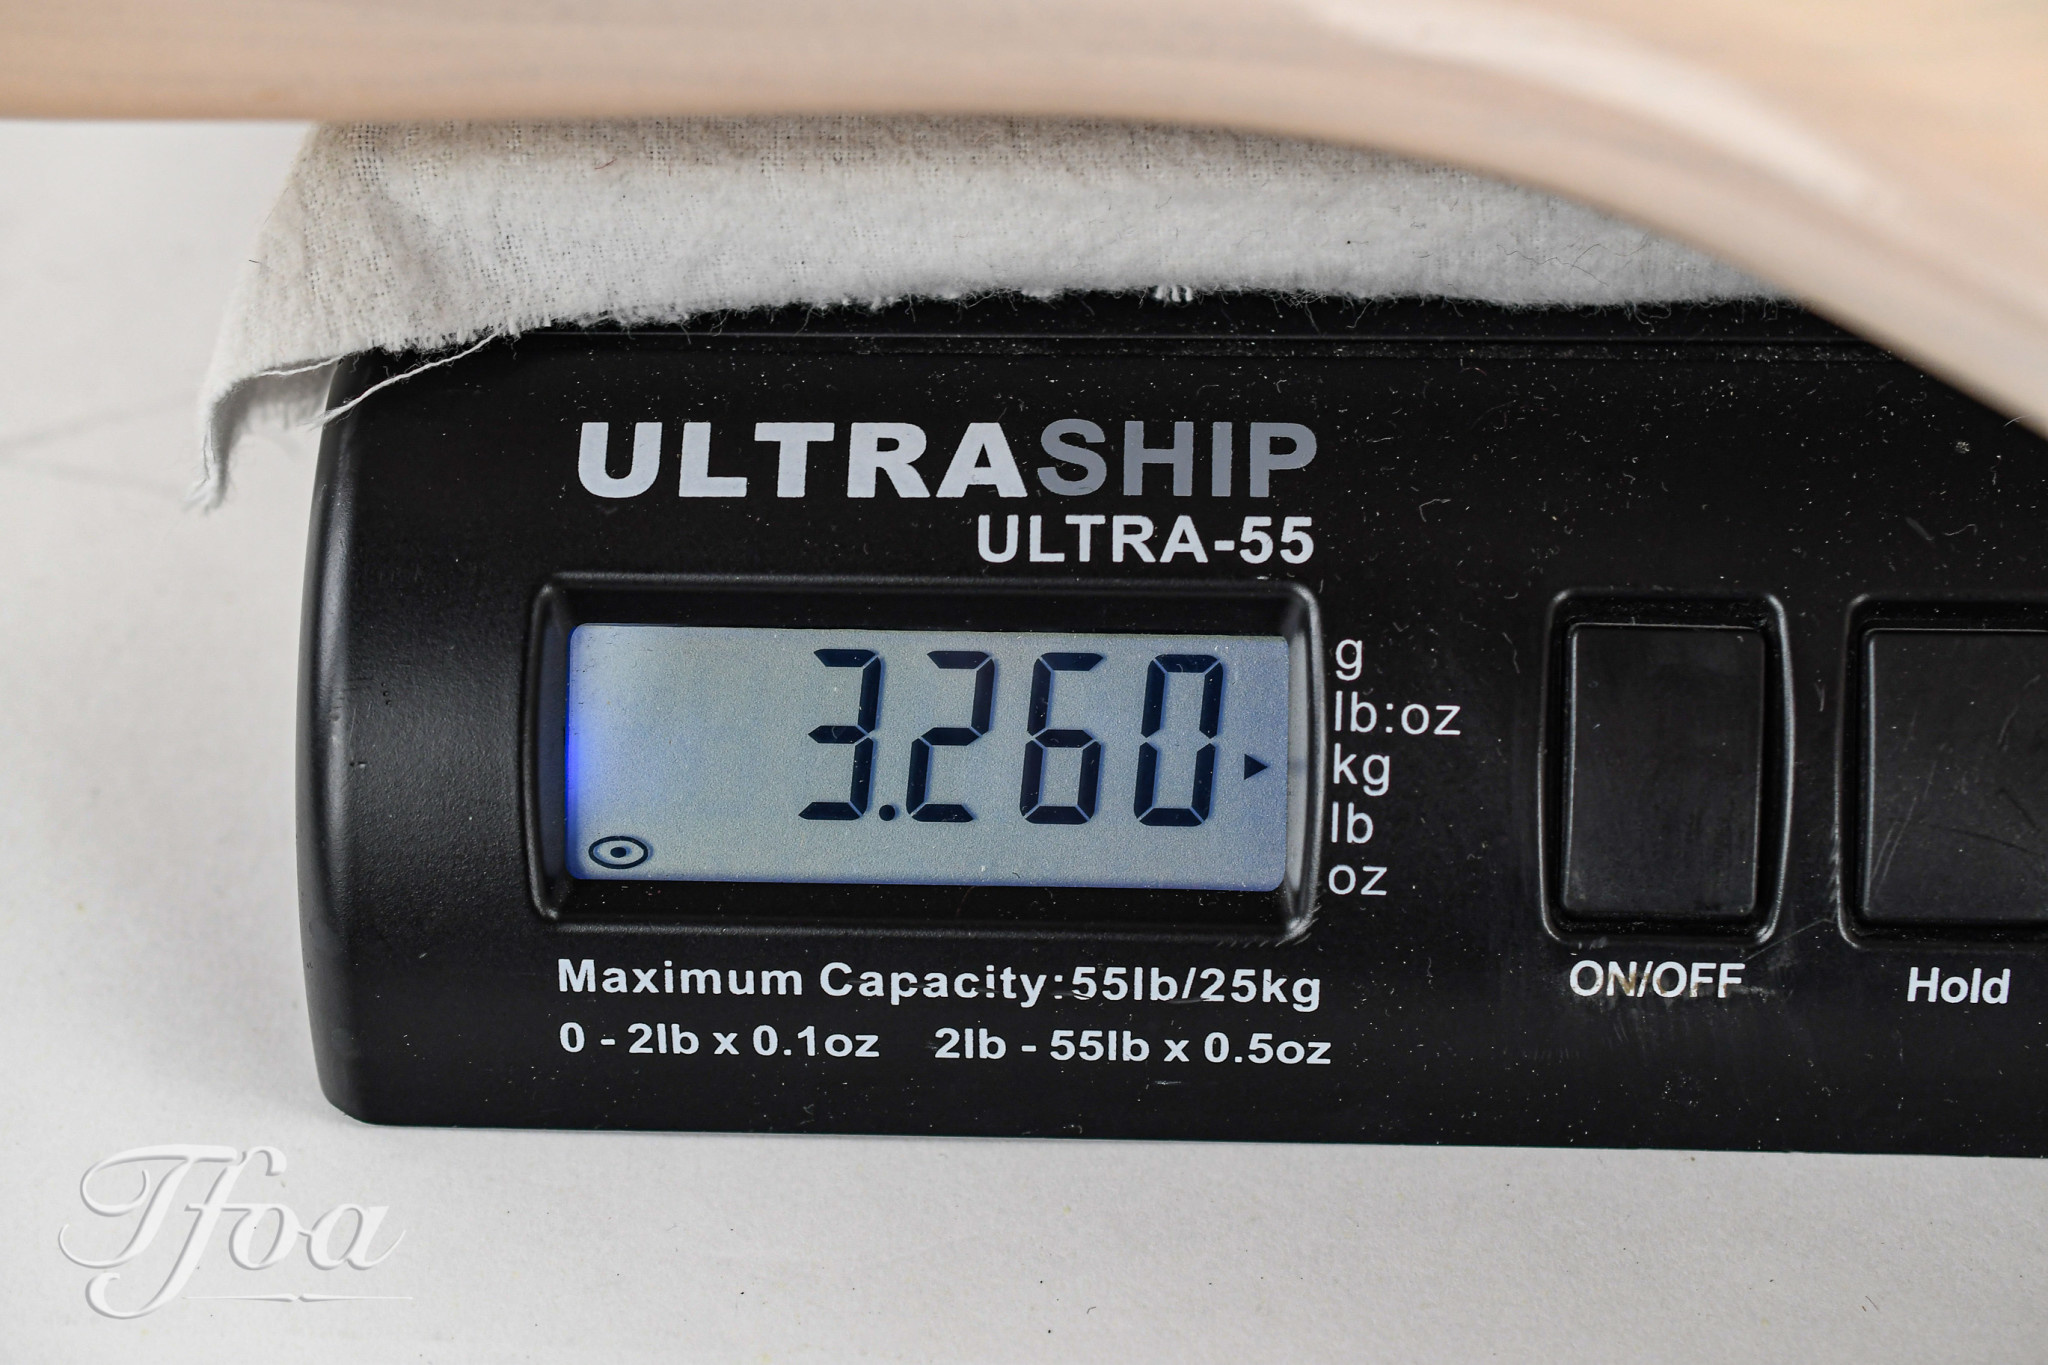 ULTRASHIP
ULTRA-55
3.260
g
lb:oz
kg
lb
oz
ON/OFF
Hold
Maximum Capacity:55lb/25kg
0 - 2lb x 0.1oz 2lb - 55lb x 0.5oz
Tfoa